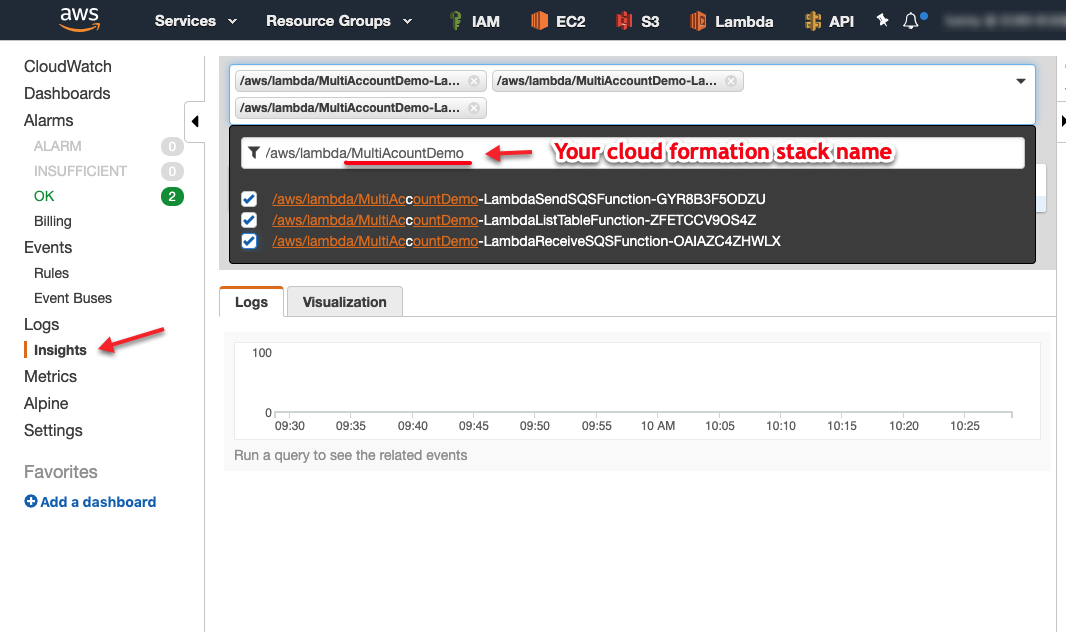 aws Services Resource Groups IAM EC2 S3 Lambda API
CloudWatch
Dashboards
Alarms
ALARM 0
INSUFFICIENT 0
OK 2
Billing
Events
Rules
Event Buses
Logs
Insights
Metrics
Alpine
Settings
Favorites
Add a dashboard
/aws/lambda/MultiAccountDemo-La... /aws/lambda/MultiAccountDemo-La...
/aws/lambda/MultiAccountDemo-La...
/aws/lambda/MultiAcountDemo Your cloud formation stack name
/aws/lambda/MultiAccountDemo-LambdaSendSQSFunction-GYR8B3F5ODZU
/aws/lambda/MultiAccountDemo-LambdaListTableFunction-ZFETCCV9OS4Z
/aws/lambda/MultiAccountDemo-LambdaReceiveSQSFunction-OAIAZC4ZHWLX
Logs Visualization
100
0
09:30 09:35 09:40 09:45 09:50 09:55 10 AM 10:05 10:10 10:15 10:20 10:25
Run a query to see the related events